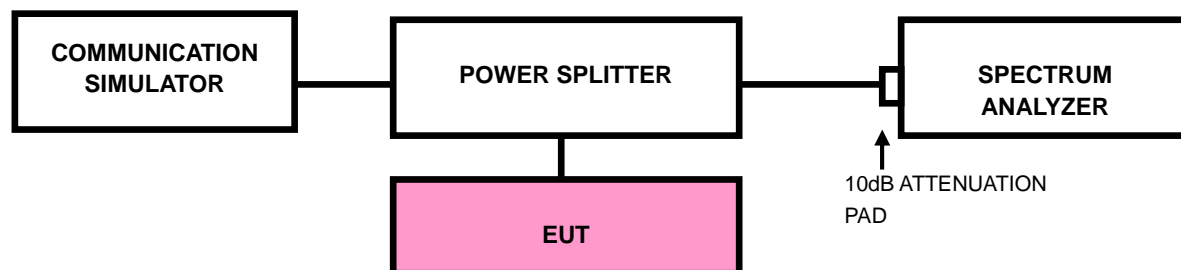 COMMUNICATION
SIMULATOR
POWER SPLITTER
SPECTRUM
ANALYZER
10dB ATTENUATION
PAD
EUT